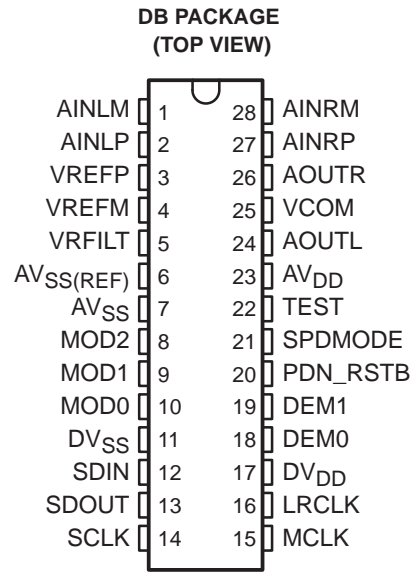 DB PACKAGE
(TOP VIEW)
AINLM 1 28 AINRM
AINLP 2 27 AINRP
VREFP 3 26 AOUTR
VREFM 4 25 VCOM
VRFILT 5 24 AOUTL
AVSS(REF) 6 23 AVDD
AVSS 7 22 TEST
MOD2 8 21 SPDMODE
MOD1 9 20 PDN_RSTB
MOD0 10 19 DEM1
DVSS 11 18 DEM0
SDIN 12 17 DVDD
SDOUT 13 16 LRCLK
SCLK 14 15 MCLK